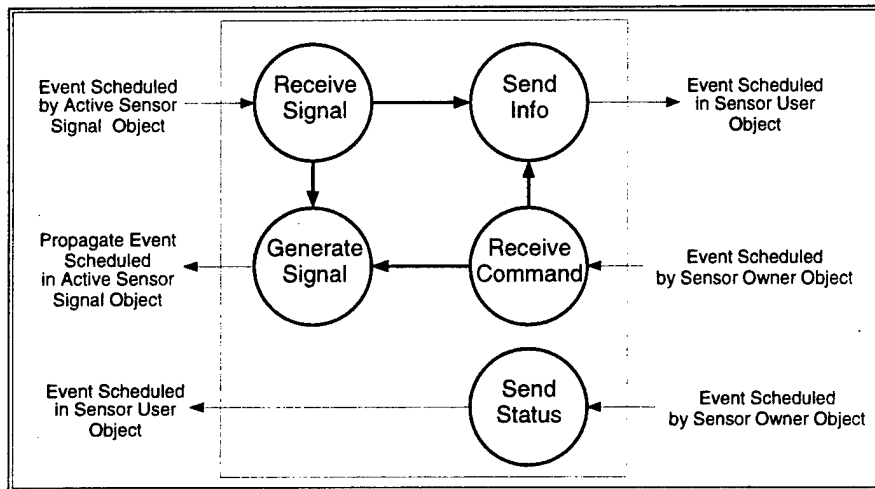 Event Scheduled
by Active Sensor
Signal Object
Receive
Signal
Send
Info
Event Scheduled
in Sensor User
Object
Propagate Event
Scheduled
in Active Sensor
Signal Object
Generate
Signal
Receive
Command
Event Scheduled
by Sensor Owner Object
Event Scheduled
in Sensor User
Object
Send
Status
Event Scheduled
by Sensor Owner Object